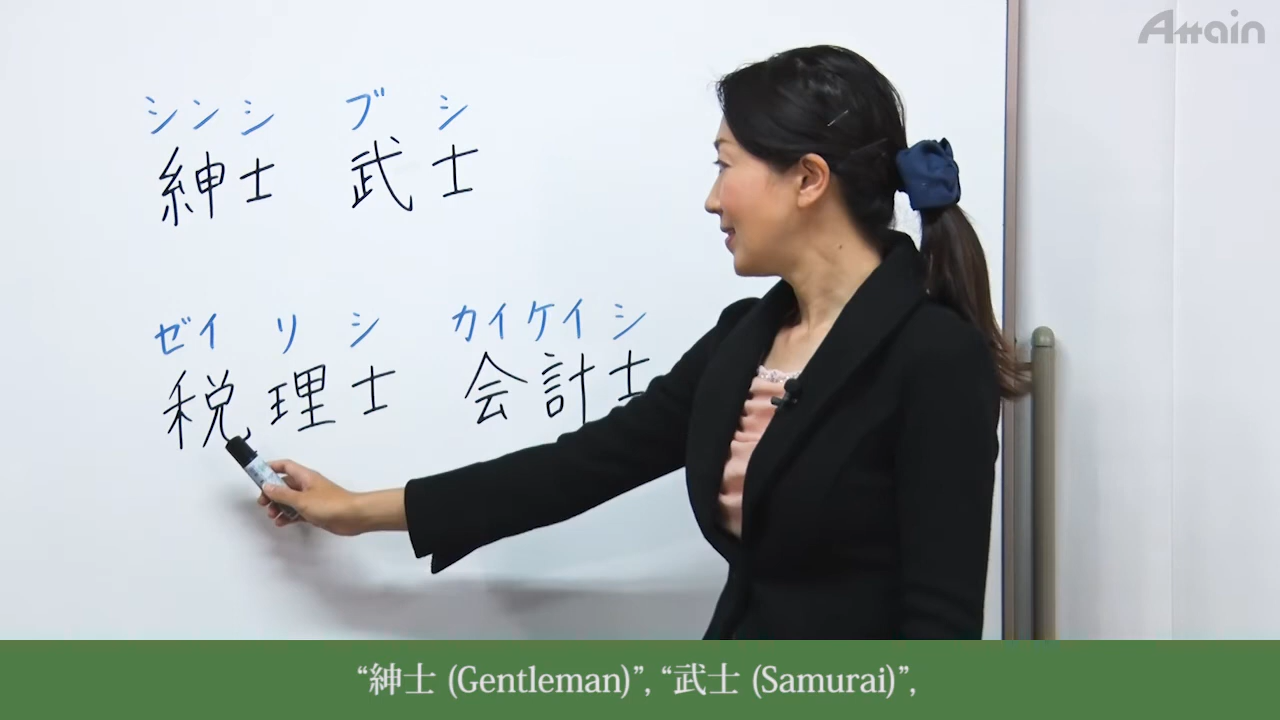 Attain
シンシ ブシ
紳士 武士
ゼイリシ カイケイシ
税理士 会計士
“紳士 (Gentleman)”, “武士 (Samurai)”,